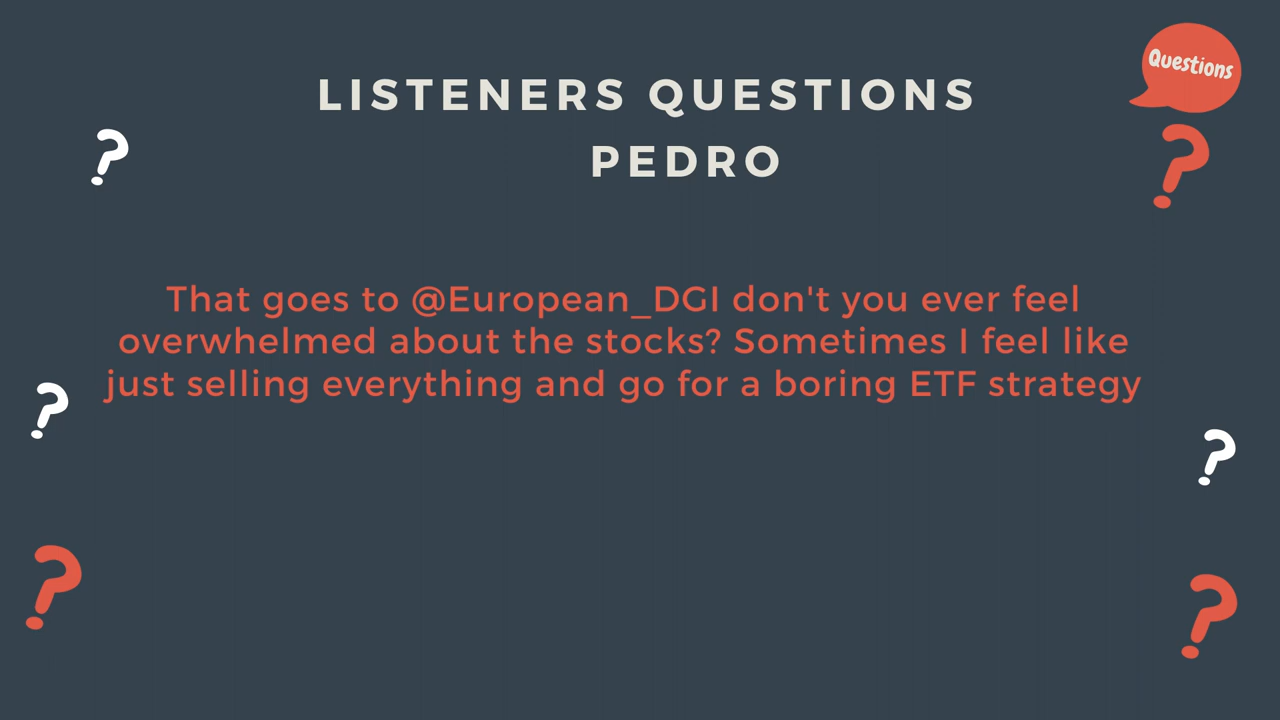 Questions
LISTENERS QUESTIONS
PEDRO
That goes to @European_DGI don't you ever feel
overwhelmed about the stocks? Sometimes I feel like
just selling everything and go for a boring ETF strategy